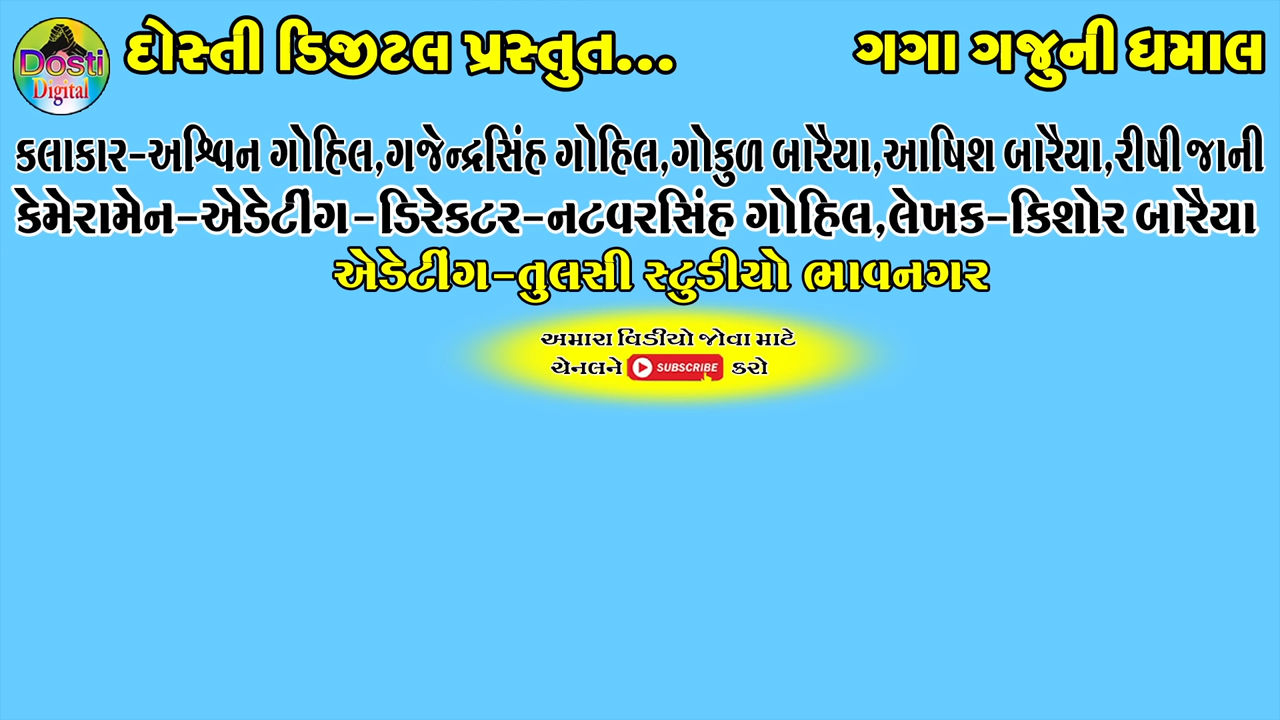 Dosti
Digital
દોસ્તી ડિજીટલ પ્રસ્તુત... ગગા ગજુની ધમાલ
કલાકાર-અશ્વિન ગોહિલ,ગજેન્દ્રસિંહ ગોહિલ,ગોકુળ બારૈયા,આષિશ બારૈયા,રીષી જાની
કેમેરામેન-એડેટીંગ-ડિરેકટર-નટવરસિંહ ગોહિલ,લેખક-કિશોર બારૈયા
એડેટીંગ-તુલસી સ્ટુડીયો ભાવનગર
અમારા વિડીયો જોવા માટે
ચેનલને SUBSCRIBE કરો